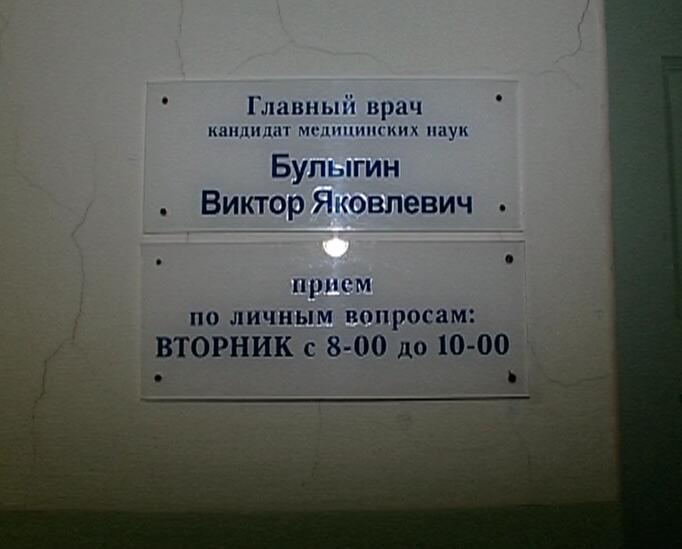 Главный врач
кандидат медицинских наук
Булыгин
Виктор Яковлевич
прием
по личным вопросам:
ВТОРНИК с 8-00 до 10-00